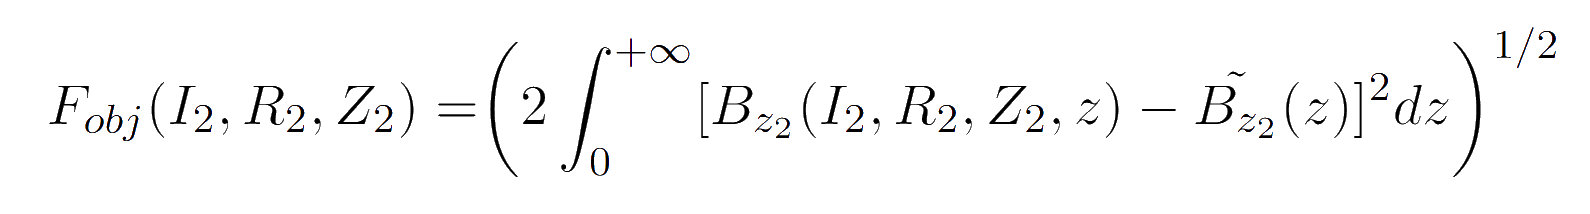 F_{obj}(I_2, R_2, Z_2) = \left( 2 \int_0^{+\infty} [B_{z_2}(I_2, R_2, Z_2, z) - \tilde{B_{z_2}}(z)]^2 dz \right)^{1/2}